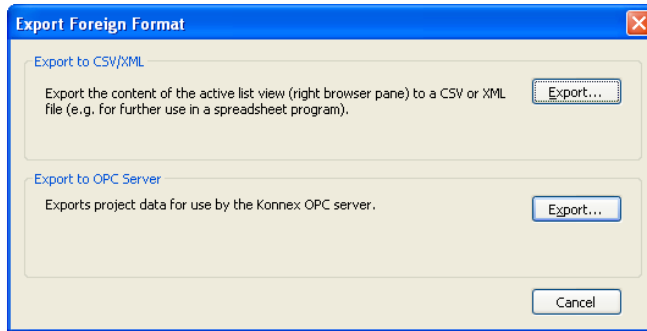 Export Foreign Format
Export to CSV/XML
Export the content of the active list view (right browser pane) to a CSV or XML
file (e.g. for further use in a spreadsheet program).
Export...
Export to OPC Server
Exports project data for use by the Konnex OPC server.
Export...
Cancel